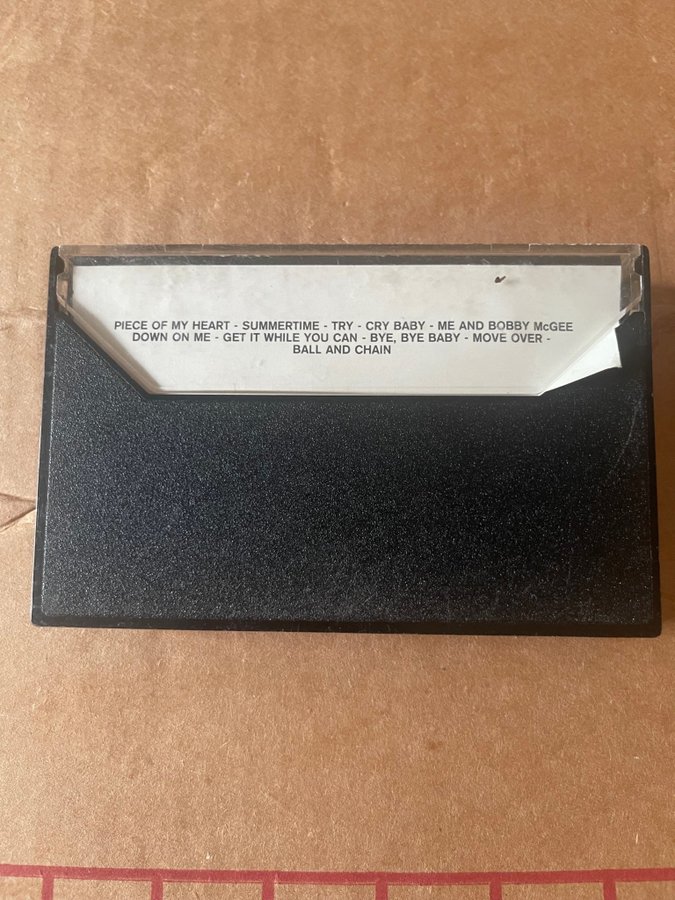 PIECE OF MY HEART - SUMMERTIME - TRY - CRY BABY - ME AND BOBBY McGEE
DOWN ON ME - GET IT WHILE YOU CAN - BYE, BYE BABY - MOVE OVER -
BALL AND CHAIN